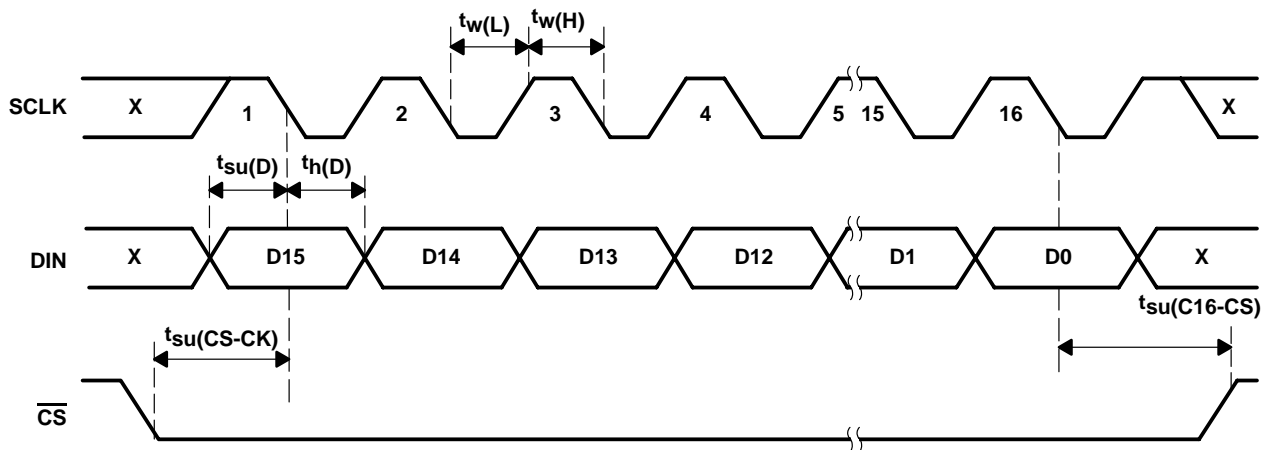 tw(L) tw(H)
SCLK X 1 2 3 4 5 15 16 X
tsu(D) th(D)
DIN X D15 D14 D13 D12 D1 D0 X
tsu(CS-CK) tsu(C16-CS)
CS